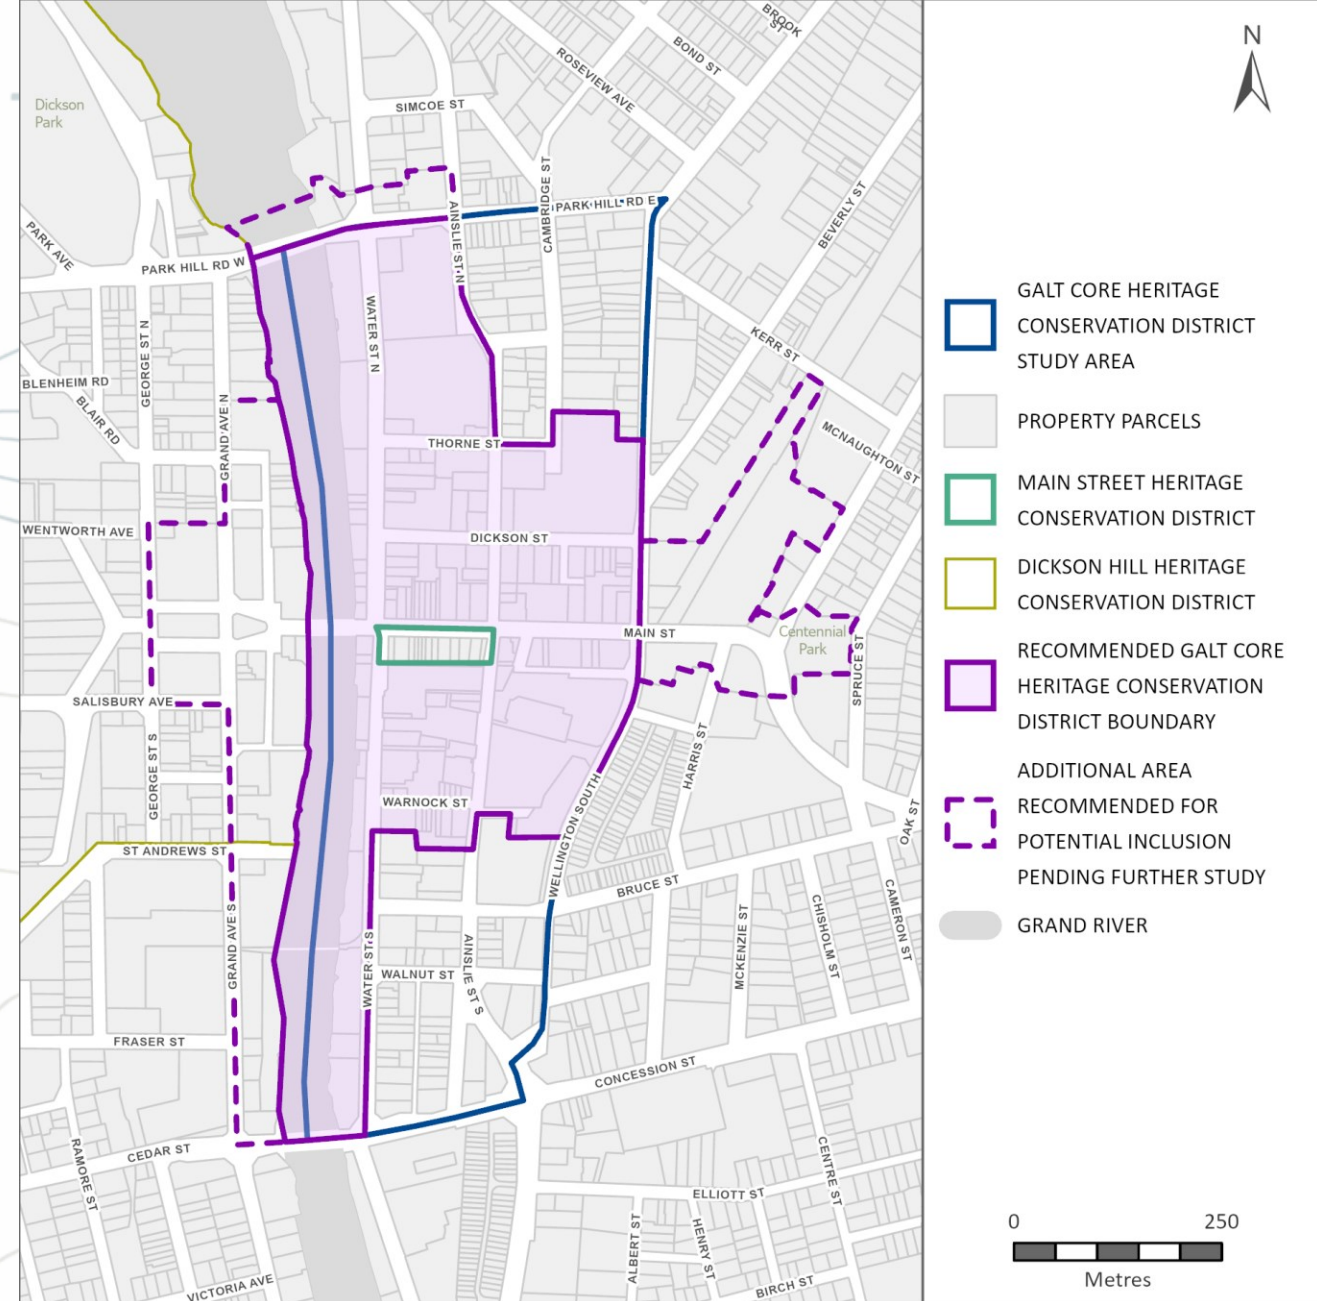 BROOK
ST
BOND ST
ROSEVIEW AVE
SIMCOE ST
Dickson
Park
CAMBRIDGE ST
PARK HILL RD E
BEVERLY ST
AINSLIE ST N
PARK AVE
PARK HILL RD W
WATER ST N
GEORGE ST N
KERR ST
BLENHEIM RD
BLAIR RD
GRAND AVE N
THORNE ST
MCNAUGHTON ST
WENTWORTH AVE
DICKSON ST
MAIN ST
Centennial
Park
SPRUCE ST
SALISBURY AVE
GEORGE ST S
HARRIS ST
WARNOCK ST
WELLINGTON SOUTH
OAK ST
ST ANDREWS ST
BRUCE ST
CAMERON ST
CHISHOLM ST
MCKENZIE ST
GRAND AVE S
WATER ST S
AINSLIE ST S
WALNUT ST
FRASER ST
CONCESSION ST
CEDAR ST
RAMORE ST
CENTRE ST
ELLIOTT ST
ALBERT ST
HENRY ST
VICTORIA AVE
BIRCH ST
N
GALT CORE HERITAGE
CONSERVATION DISTRICT
STUDY AREA
PROPERTY PARCELS
MAIN STREET HERITAGE
CONSERVATION DISTRICT
DICKSON HILL HERITAGE
CONSERVATION DISTRICT
RECOMMENDED GALT CORE
HERITAGE CONSERVATION
DISTRICT BOUNDARY
ADDITIONAL AREA
RECOMMENDED FOR
POTENTIAL INCLUSION
PENDING FURTHER STUDY
GRAND RIVER
0 250
Metres